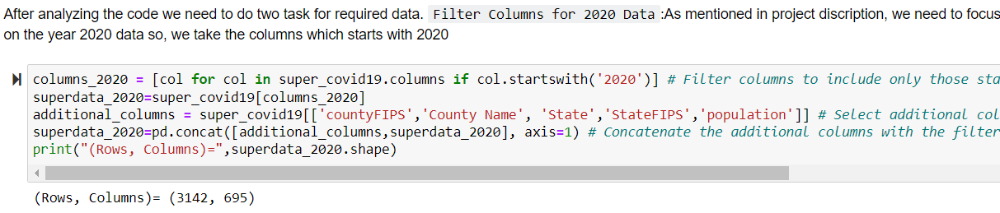 After analyzing the code we need to do two task for required data. Filter Columns for 2020 Data :As mentioned in project discription, we need to focus
on the year 2020 data so, we take the columns which starts with 2020
columns_2020 = [col for col in super_covid19.columns if col.startswith('2020')] # Filter columns to include only those sta
superdata_2020=super_covid19[columns_2020]
additional_columns = super_covid19[['countyFIPS','County Name', 'State','StateFIPS','population']] # Select additional col
superdata_2020=pd.concat([additional_columns,superdata_2020], axis=1) # Concatenate the additional columns with the filter
print("(Rows, Columns)=",superdata_2020.shape)
(Rows, Columns)= (3142, 695)